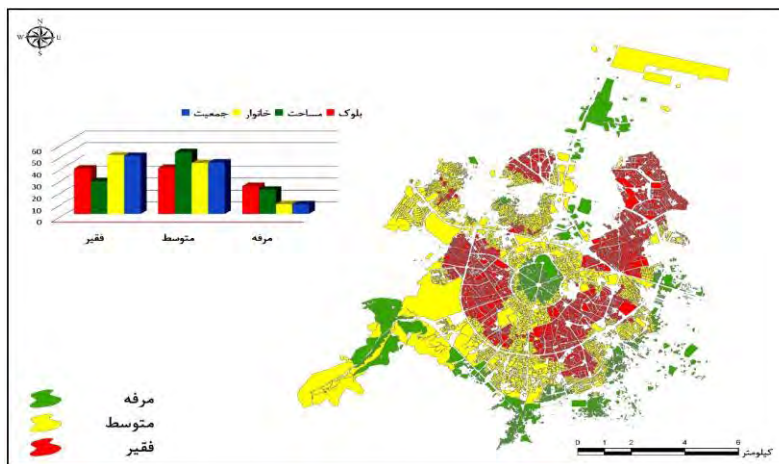 N
W E
S
بلوک مساحت خانوار جمعیت
60
50
40
30
20
10
0
فقیر متوسط مرفه
مرفه
متوسط
فقیر
0 1 2 4 6
کیلومتر